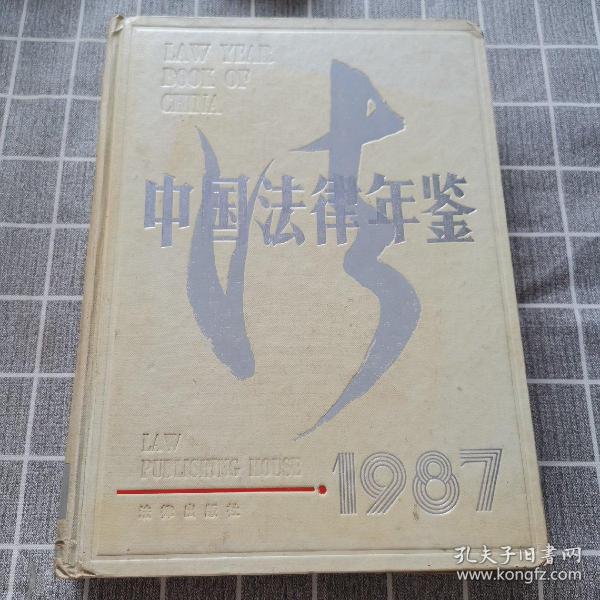 LAW YEAR
BOOK OF
CHINA
法
中国法律年鉴
LAW
PUBLISHING HOUSE
1987
法律出版社
孔夫子旧书网
www.kongfz.com